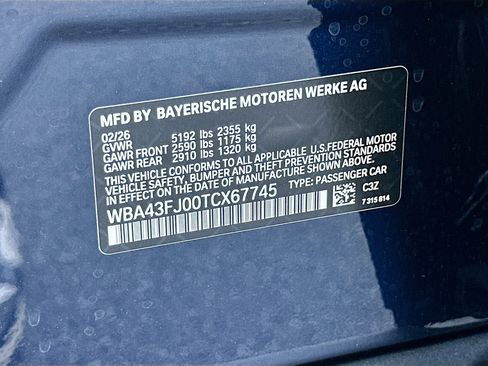 MFD BY BAYERISCHE MOTOREN WERKE AG
02/26
GVWR 5192 lbs 2355 kg
GAWR FRONT 2590 lbs 1175 kg
GAWR REAR 2910 lbs 1320 kg
THIS VEHICLE CONFORMS TO ALL APPLICABLE U.S. FEDERAL MOTOR
VEHICLE SAFETY, BUMPER AND THEFT PREVENTION STANDARDS IN
EFFECT ON THE DATE OF MANUFACTURE SHOWN ABOVE.
WBA43FJ00TCX67745 TYPE: PASSENGER CAR
C3Z
7 315 814